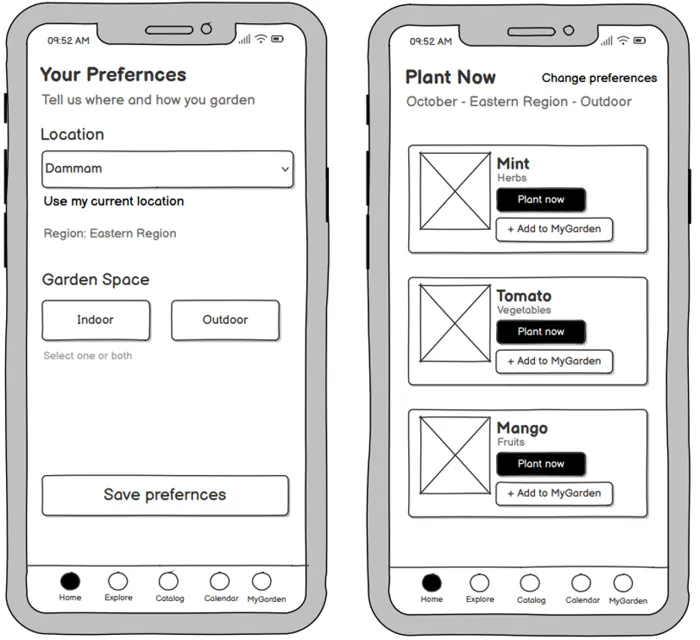 09:52 AM
Your Prefernces
Tell us where and how you garden
Location
Dammam
Use my current location
Region: Eastern Region
Garden Space
Indoor
Outdoor
Select one or both
Save prefernces
Home
Explore
Catalog
Calendar
MyGarden
09:52 AM
Plant Now
Change preferences
October - Eastern Region - Outdoor
Mint
Herbs
Plant now
+ Add to MyGarden
Tomato
Vegetables
Plant now
+ Add to MyGarden
Mango
Fruits
Plant now
+ Add to MyGarden
Home
Explore
Catalog
Calendar
MyGarden